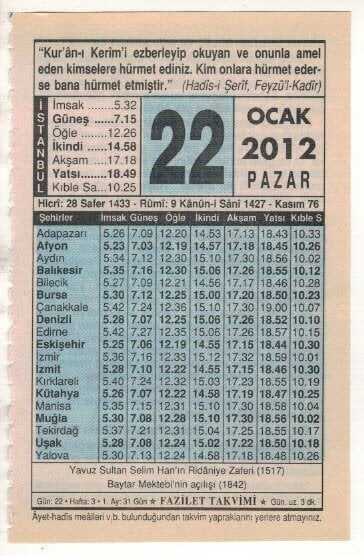 “Kur’ân-ı Kerîm’i ezberleyip okuyan ve onunla amel
eden kimselere hürmet ediniz. Kim onlara hürmet eder-
se bana hürmet etmiştir.” (Hadîs-i Şerîf, Feyzü’l-Kadîr)
İSTANBUL
İmsak ......5.32
Güneş ......7.15
Öğle ........12.26
İkindi ......14.58
Akşam ......17.18
Yatsı........18.49
Kıble Sa...10.25
22
OCAK
2012
PAZAR
Hicrî: 28 Safer 1433 - Rûmî: 9 Kânûn-i Sâni 1427 - Kasım 76
Şehirler İmsak Güneş Öğle İkindi Akşam Yatsı Kıble S
Adapazarı 5.26 7.09 12.20 14.53 17.13 18.43 10.33
Afyon 5.23 7.03 12.19 14.57 17.18 18.45 10.26
Aydın 5.34 7.12 12.30 15.10 17.30 18.56 10.08
Balıkesir 5.35 7.16 12.30 15.06 17.26 18.55 10.12
Bilecik 5.27 7.09 12.21 14.56 17.17 18.46 10.28
Bursa 5.30 7.12 12.25 15.00 17.20 18.50 10.23
Çanakkale 5.42 7.24 12.36 15.10 17.30 19.00 10.07
Denizli 5.28 7.07 12.25 15.06 17.26 18.52 10.10
Edirne 5.45 7.27 12.35 15.06 17.26 18.57 10.15
Eskişehir 5.25 7.06 12.19 14.55 17.15 18.44 10.30
İzmir 5.36 7.16 12.33 15.12 17.32 18.59 10.01
İzmit 5.28 7.10 12.22 14.55 17.16 18.46 10.30
Kırklareli 5.40 7.24 12.32 15.03 17.23 18.55 10.19
Kütahya 5.26 7.07 12.22 14.58 17.19 18.47 10.25
Manisa 5.35 7.15 12.31 15.10 17.30 18.58 10.04
Muğla 5.30 7.08 12.28 15.10 17.30 18.56 10.02
Tekirdağ 5.37 7.21 12.31 15.04 17.24 18.55 10.17
Uşak 5.28 7.08 12.24 15.02 17.22 18.50 10.18
Yalova 5.30 7.13 12.24 14.58 17.18 18.48 10.26
Yavuz Sultan Selim Han’ın Ridâniye Zaferi (1517)
Baytar Mektebi’nin açılışı (1842)
Gün: 22 • Hafta: 3 • 1. Ay: 31 Gün ★ FAZİLET TAKVİMİ ★ Gün. uz. 3 dk.
Âyet-hadîs meâlleri v.b. bulunduğundan takvim yapraklarını yerlere atmayınız.